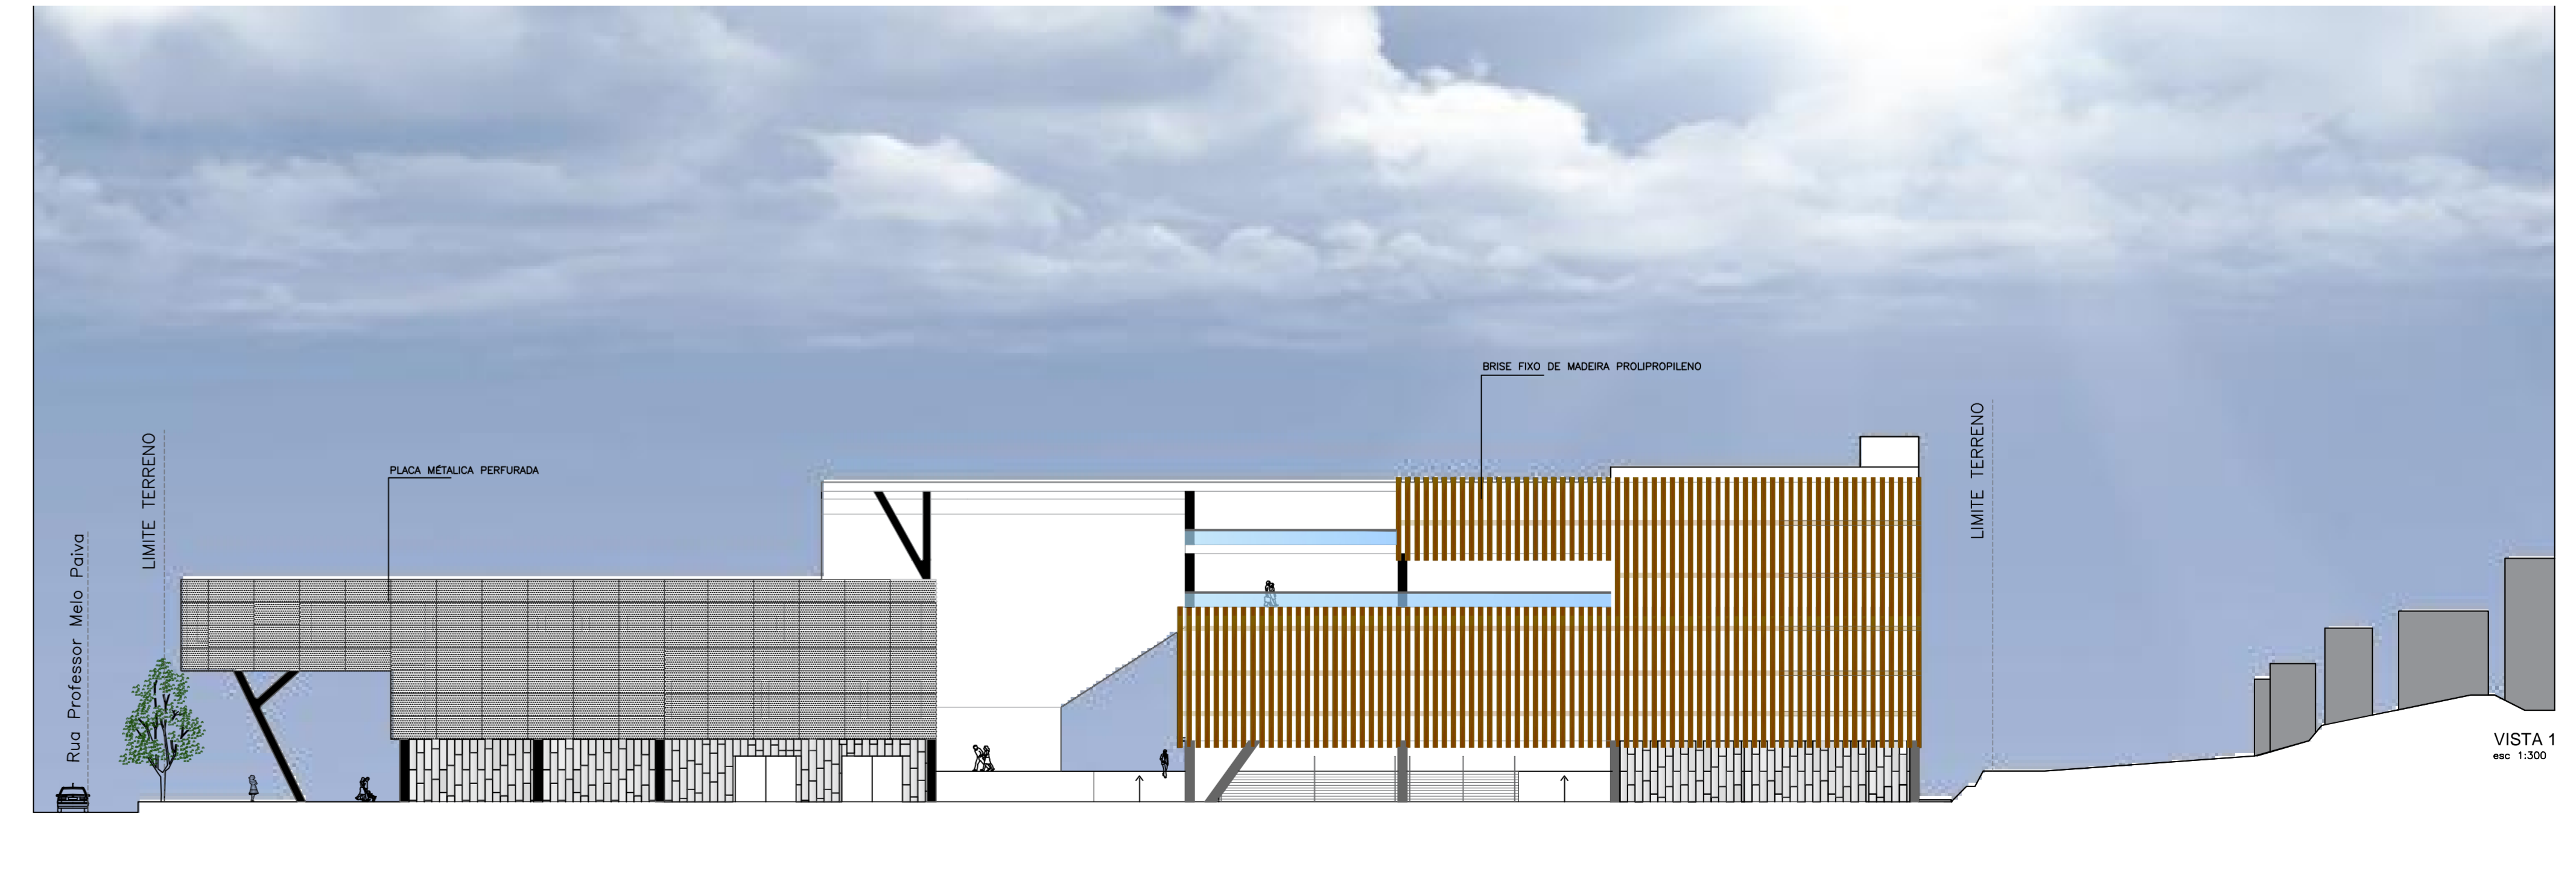 BRISE FIXO DE MADEIRA PROLIPROPILENO
PLACA MÉTALICA PERFURADA
Rua Professor Melo Paiva
LIMITE TERRENO
LIMITE TERRENO
VISTA 1
esc 1:300